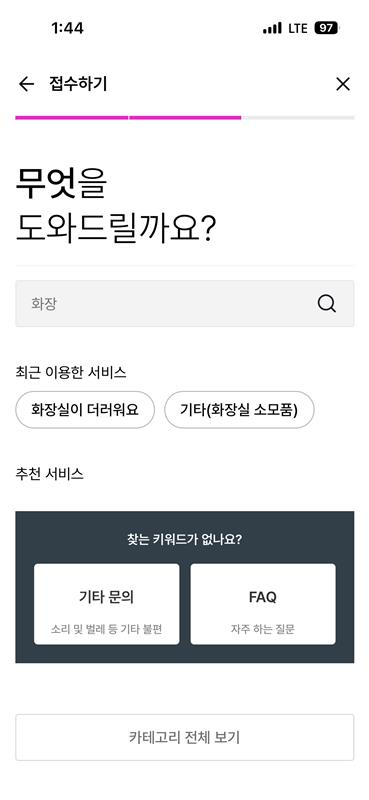 1:44
LTE 97
접수하기
무엇을
도와드릴까요?
화장
최근 이용한 서비스
화장실이 더러워요 기타(화장실 소모품)
추천 서비스
찾는 키워드가 없나요?
기타 문의 FAQ
소리 및 벌레 등 기타 불편 자주 하는 질문
카테고리 전체 보기